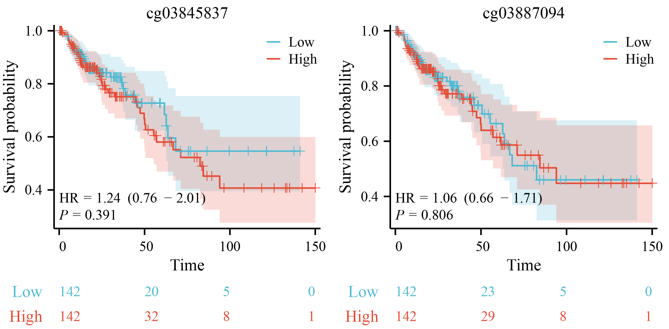 cg03845837
Survival probability
1.0
0.8
0.6
0.4
Low
High
HR = 1.24 (0.76 − 2.01)
P = 0.391
0 50 100 150
Time
Low 142 20 5 0
High 142 32 8 1
cg03887094
Survival probability
1.0
0.8
0.6
0.4
Low
High
HR = 1.06 (0.66 − 1.71)
P = 0.806
0 50 100 150
Time
Low 142 23 5 0
High 142 29 8 1